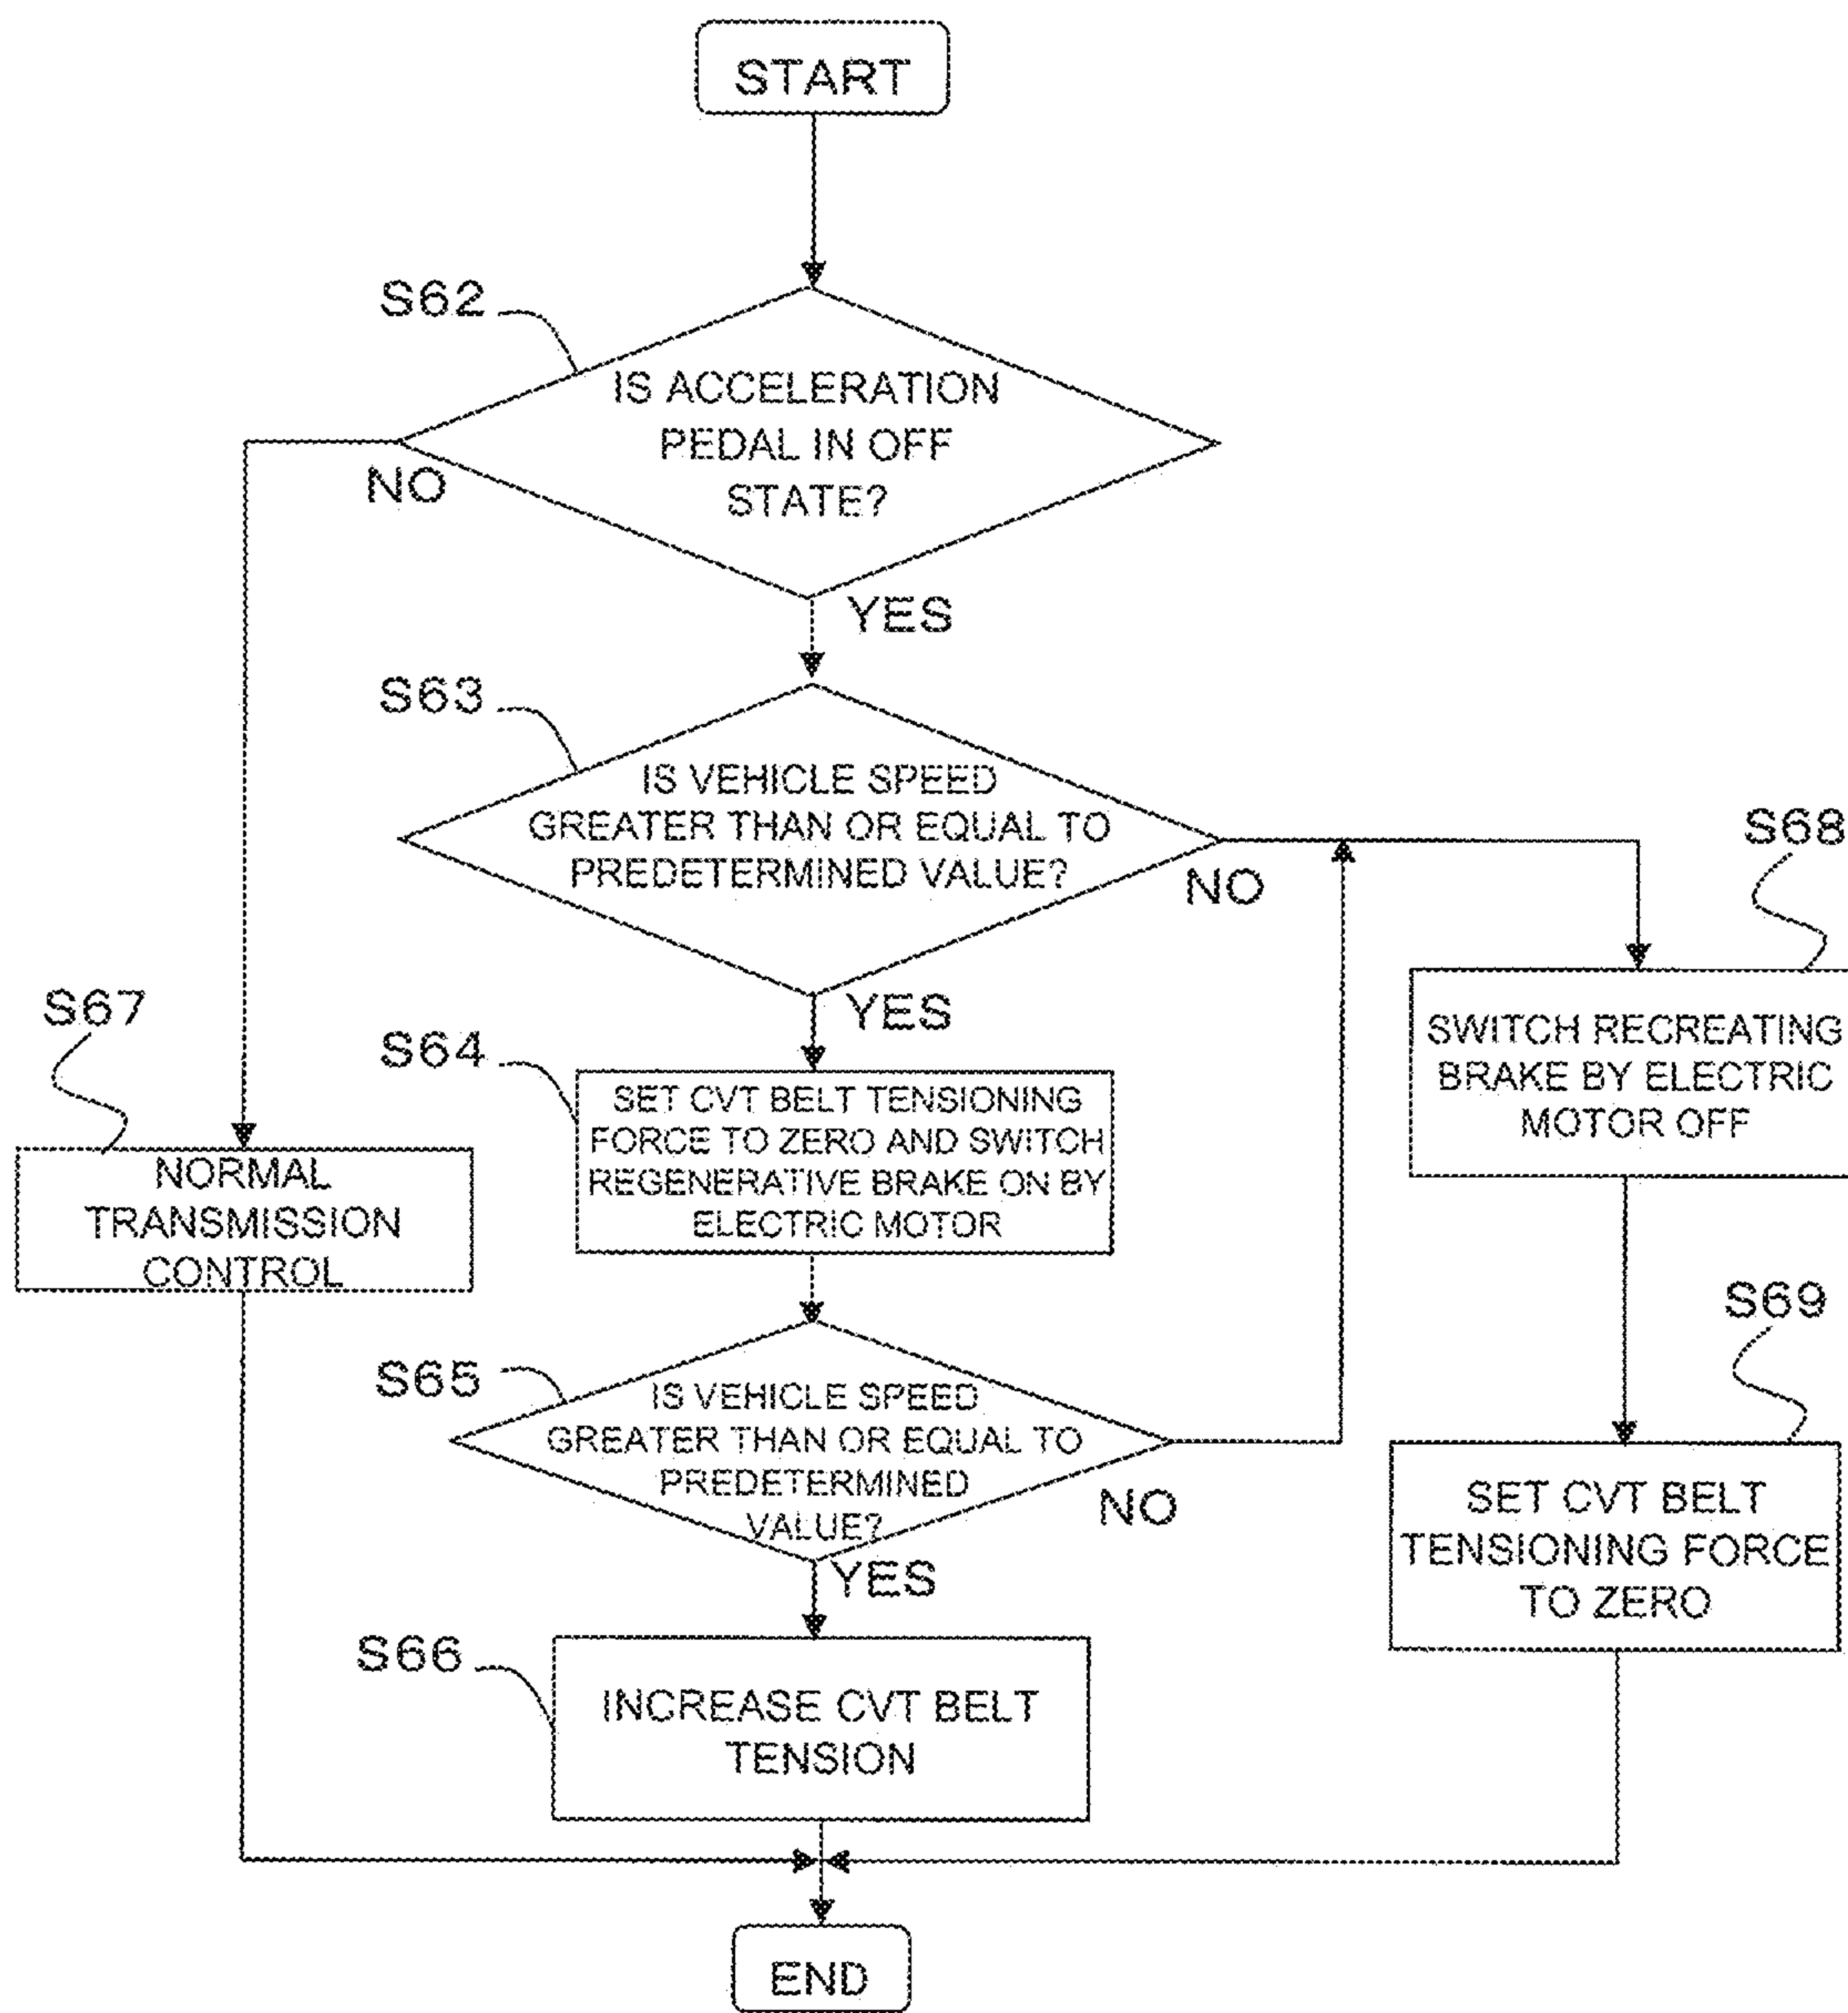 START
S62
IS ACCELERATION
PEDAL IN OFF
STATE?
NO
YES
S63
IS VEHICLE SPEED
GREATER THAN OR EQUAL TO
PREDETERMINED VALUE?
NO
YES
S64
SET CVT BELT TENSIONING
FORCE TO ZERO AND SWITCH
REGENERATIVE BRAKE ON BY
ELECTRIC MOTOR
S65
IS VEHICLE SPEED
GREATER THAN OR EQUAL TO
PREDETERMINED
VALUE?
NO
YES
S66
INCREASE CVT BELT
TENSION
S67
NORMAL
TRANSMISSION
CONTROL
S68
SWITCH RECREATING
BRAKE BY ELECTRIC
MOTOR OFF
S69
SET CVT BELT
TENSIONING FORCE
TO ZERO
END